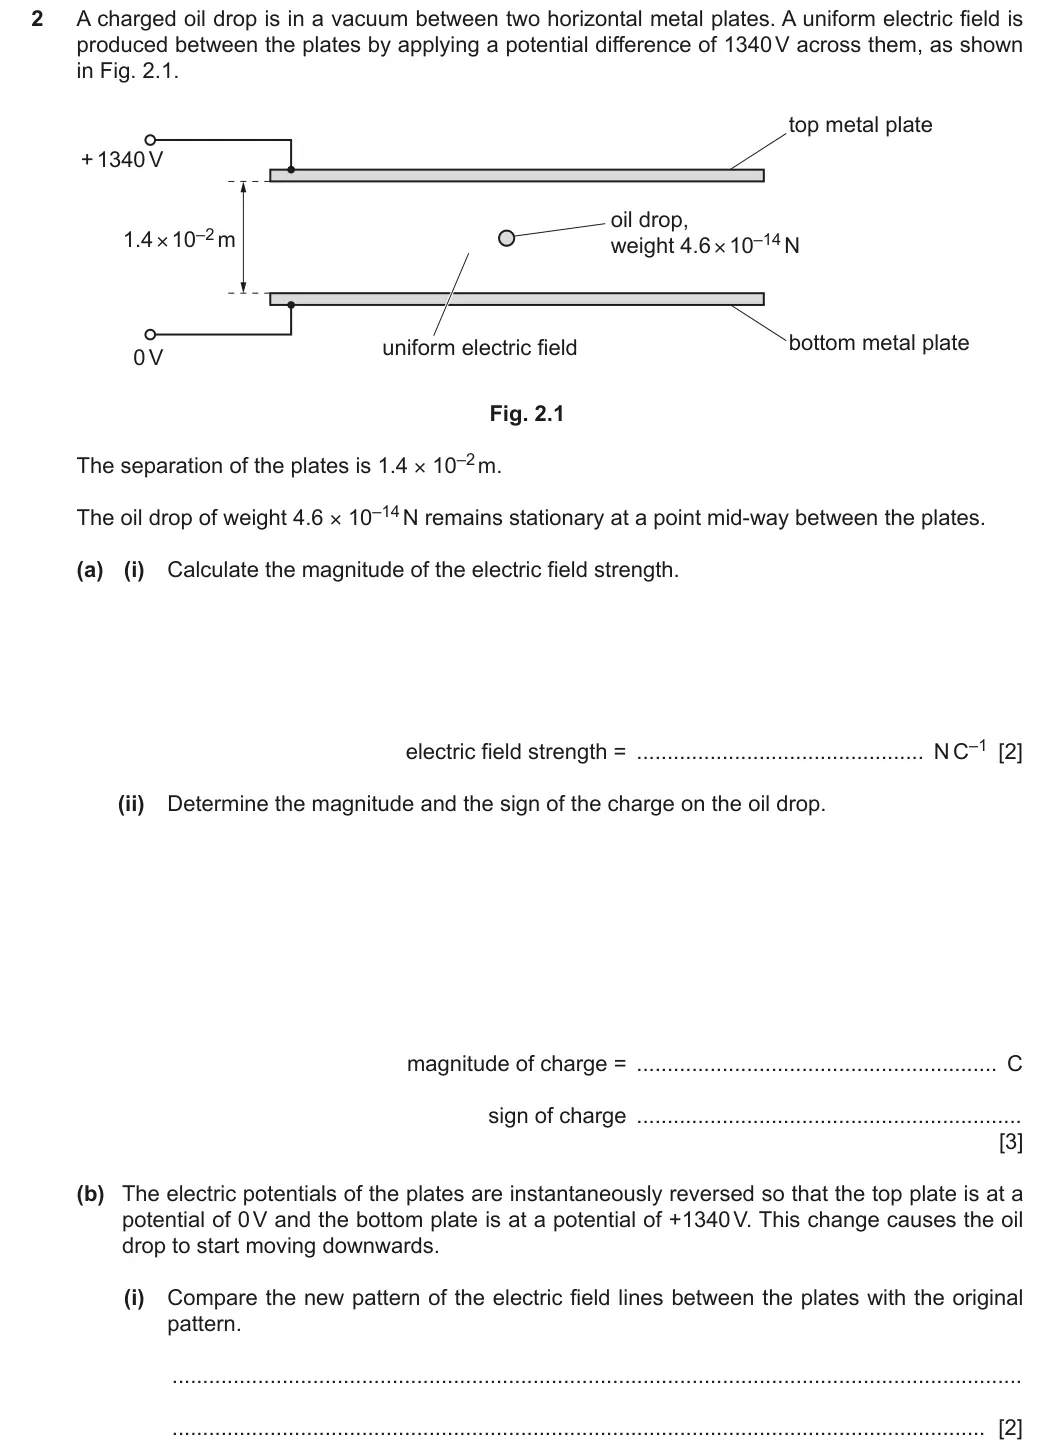 2 A charged oil drop is in a vacuum between two horizontal metal plates. A uniform electric field is
produced between the plates by applying a potential difference of 1340 V across them, as shown
in Fig. 2.1.
top metal plate
+ 1340 V
oil drop,
1.4 × 10⁻² m
weight 4.6 × 10⁻¹⁴ N
uniform electric field
bottom metal plate
0 V
Fig. 2.1
The separation of the plates is 1.4 × 10⁻² m.
The oil drop of weight 4.6 × 10⁻¹⁴ N remains stationary at a point mid-way between the plates.
(a) (i) Calculate the magnitude of the electric field strength.
electric field strength = ............................................... N C⁻¹ [2]
(ii) Determine the magnitude and the sign of the charge on the oil drop.
magnitude of charge = ........................................................... C
sign of charge ...............................................................
[3]
(b) The electric potentials of the plates are instantaneously reversed so that the top plate is at a
potential of 0 V and the bottom plate is at a potential of +1340 V. This change causes the oil
drop to start moving downwards.
(i) Compare the new pattern of the electric field lines between the plates with the original
pattern.
...........................................................................................................................................
..................................................................................................................................... [2]